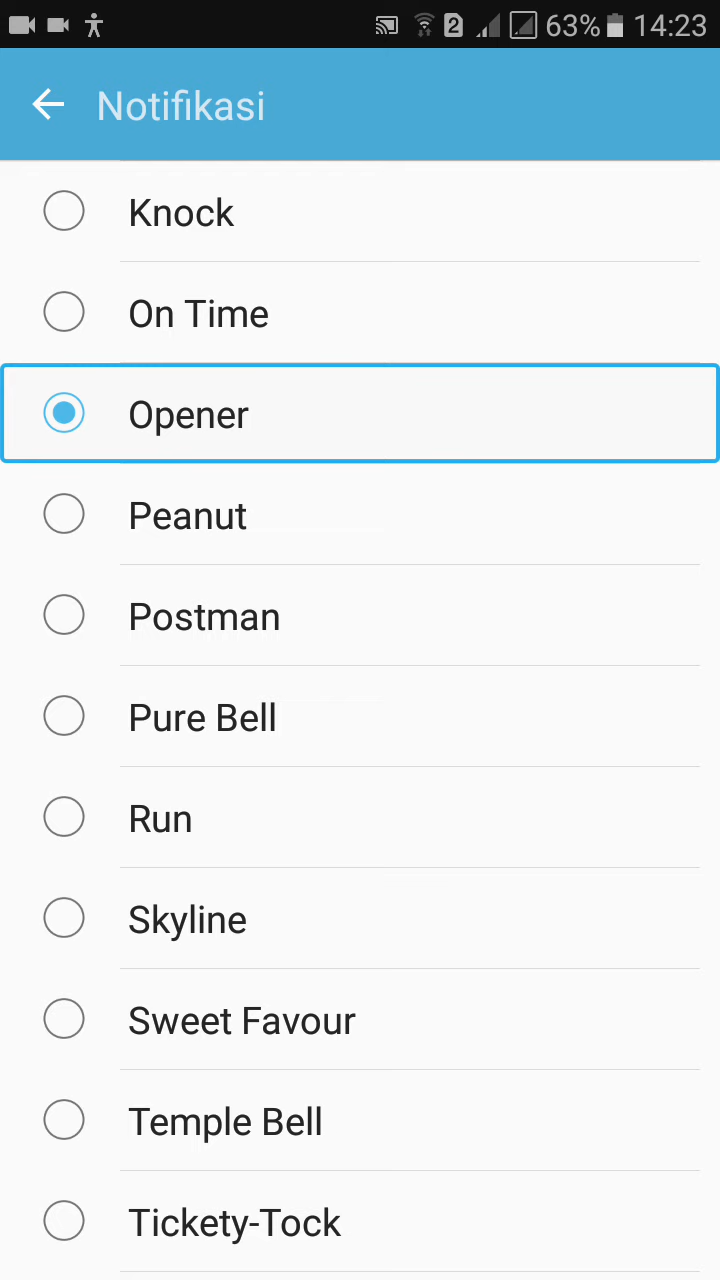 2 63% 14:23
Notifikasi
Knock
On Time
Opener
Peanut
Postman
Pure Bell
Run
Skyline
Sweet Favour
Temple Bell
Tickety-Tock